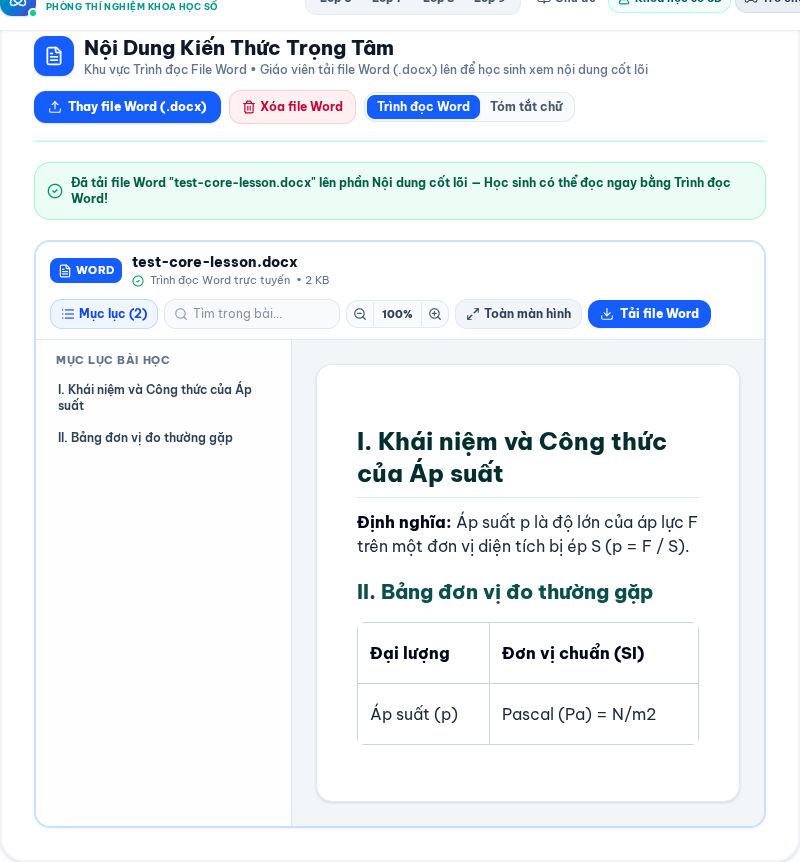 PHÒNG THÍ NGHIỆM KHOA HỌC SỐ
Nội Dung Kiến Thức Trọng Tâm
Khu vực Trình đọc File Word • Giáo viên tải file Word (.docx) lên để học sinh xem nội dung cốt lõi
Thay file Word (.docx) Xóa file Word Trình đọc Word Tóm tắt chữ
Đã tải file Word "test-core-lesson.docx" lên phần Nội dung cốt lõi — Học sinh có thể đọc ngay bằng Trình đọc
Word!
WORD test-core-lesson.docx
Trình đọc Word trực tuyến • 2 KB
Mục lục (2) Tìm trong bài... 100% Toàn màn hình Tải file Word
MỤC LỤC BÀI HỌC
I. Khái niệm và Công thức của Áp
suất
II. Bảng đơn vị đo thường gặp
I. Khái niệm và Công thức
của Áp suất
Định nghĩa: Áp suất p là độ lớn của áp lực F
trên một đơn vị diện tích bị ép S (p = F / S).
II. Bảng đơn vị đo thường gặp
Đại lượng Đơn vị chuẩn (SI)
Áp suất (p) Pascal (Pa) = N/m2